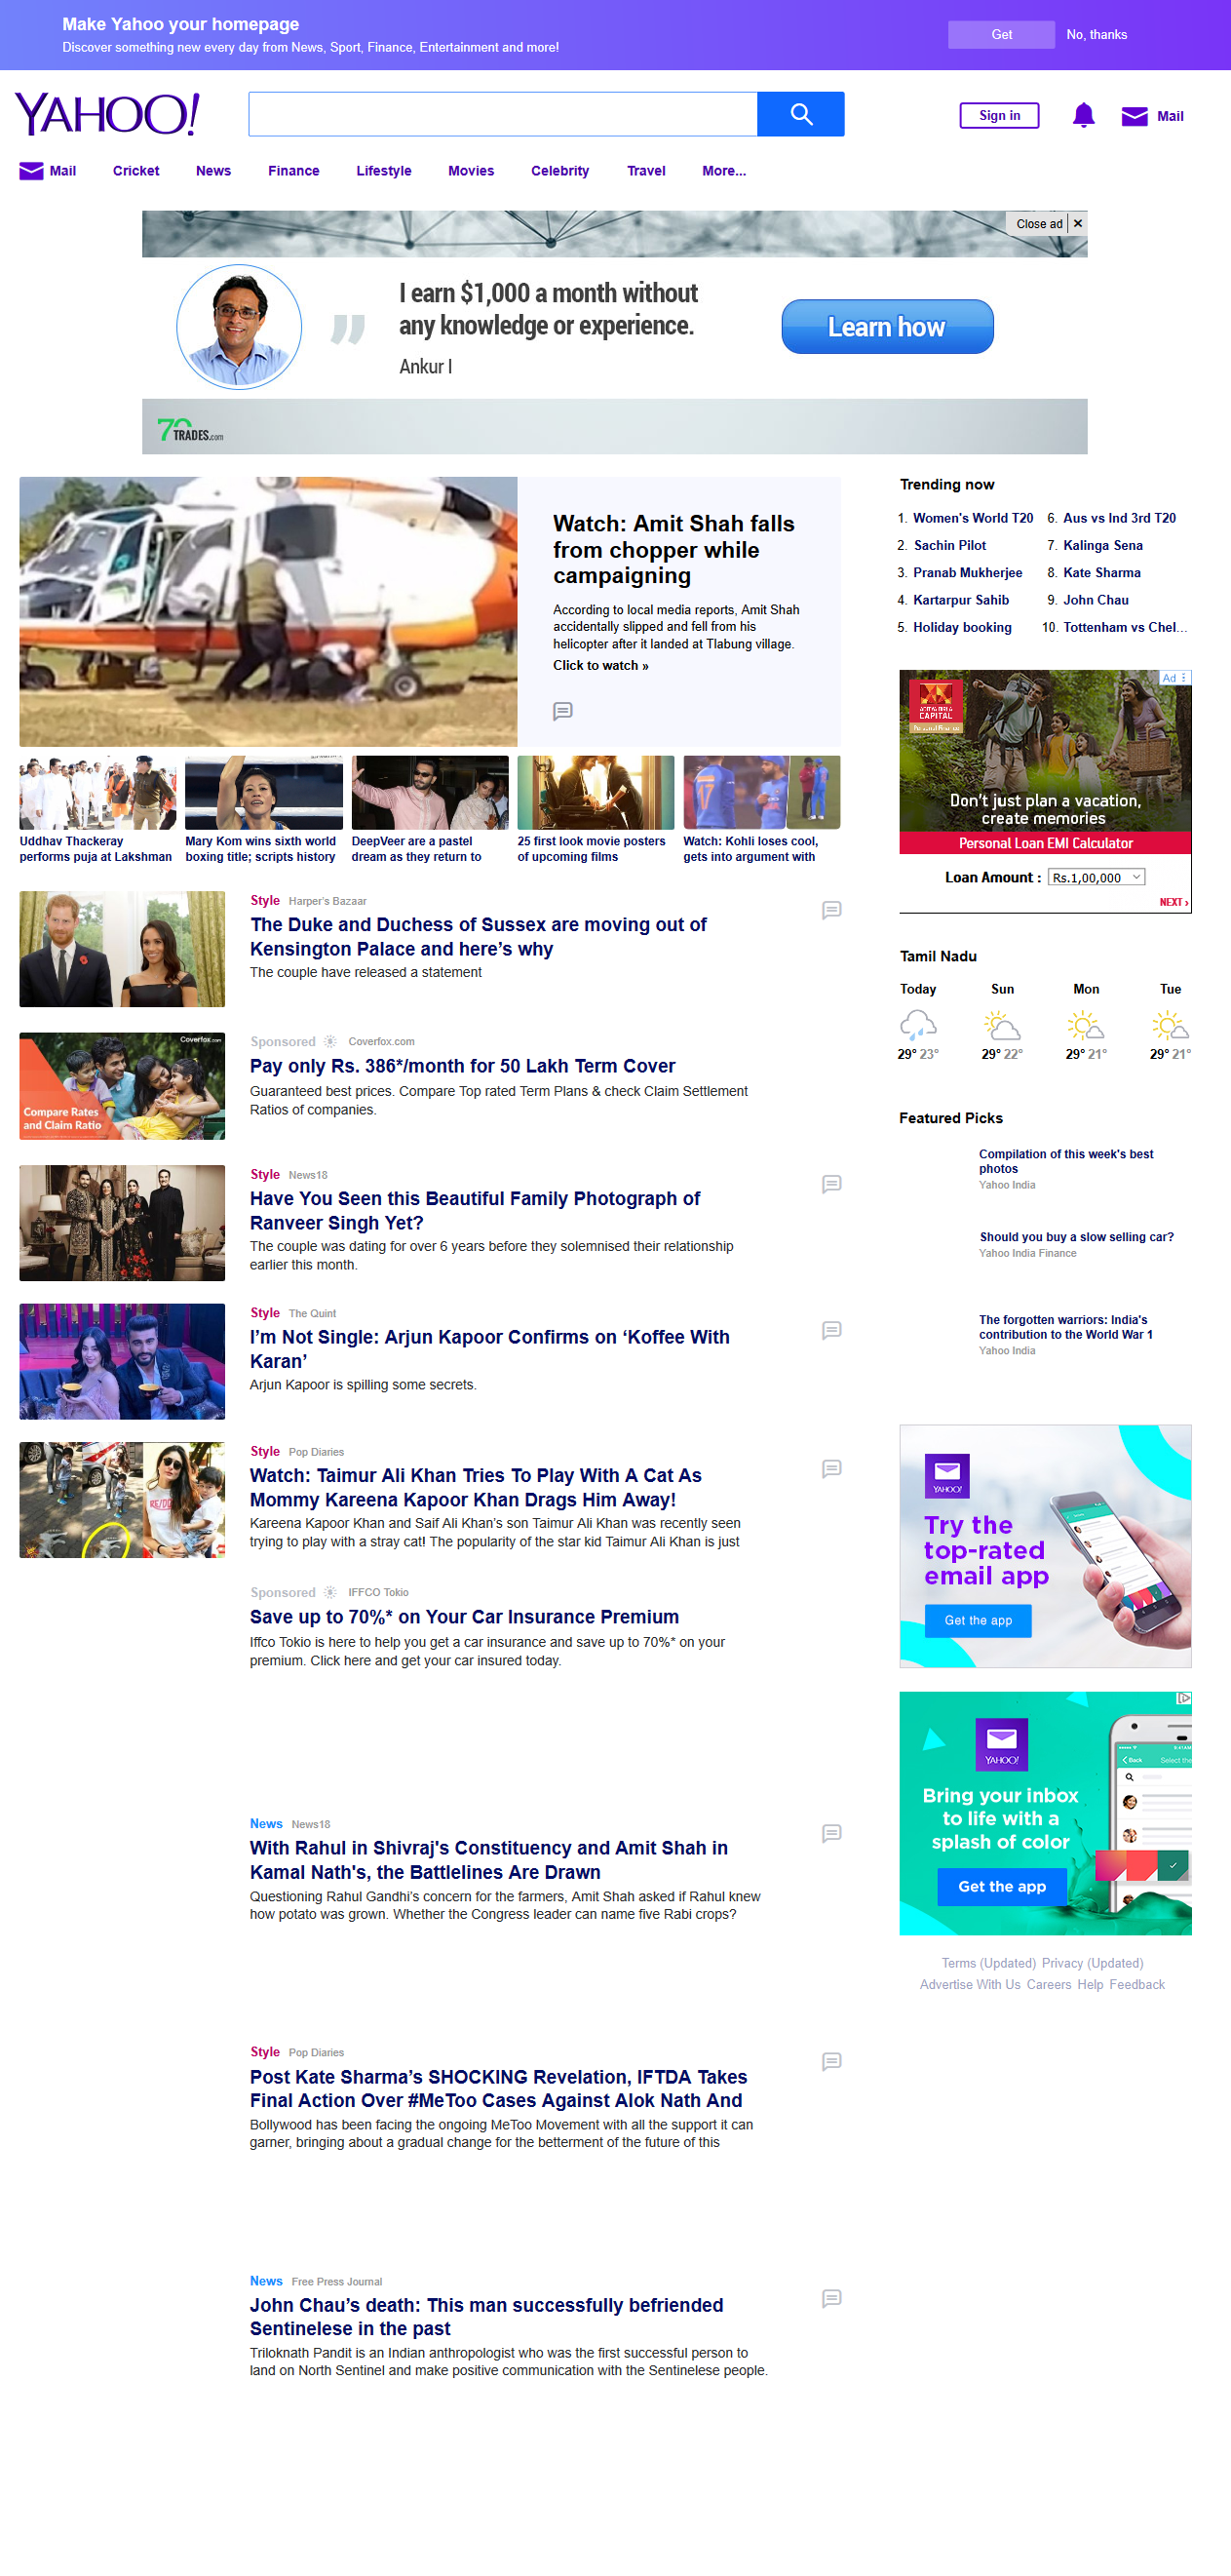 Make Yahoo your homepage
Discover something new every day from News, Sport, Finance, Entertainment and more!
Get
No, thanks
YAHOO!
Sign in
Mail
Mail
Cricket
News
Finance
Lifestyle
Movies
Celebrity
Travel
More...
Close ad
I earn $1,000 a month without
any knowledge or experience.
Ankur I
Learn how
70
TRADES.com
Watch: Amit Shah falls
from chopper while
campaigning
According to local media reports, Amit Shah
accidentally slipped and fell from his
helicopter after it landed at Tlabung village.
Click to watch »
Uddhav Thackeray
performs puja at Lakshman
Mary Kom wins sixth world
boxing title; scripts history
DeepVeer are a pastel
dream as they return to
25 first look movie posters
of upcoming films
17
Watch: Kohli loses cool,
gets into argument with
Style Harper's Bazaar
The Duke and Duchess of Sussex are moving out of
Kensington Palace and here’s why
The couple have released a statement
Coverfox.com
Compare Rates
and Claim Ratio
Sponsored Coverfox.com
Pay only Rs. 386*/month for 50 Lakh Term Cover
Guaranteed best prices. Compare Top rated Term Plans & check Claim Settlement
Ratios of companies.
Style News18
Have You Seen this Beautiful Family Photograph of
Ranveer Singh Yet?
The couple was dating for over 6 years before they solemnised their relationship
earlier this month.
Style The Quint
I’m Not Single: Arjun Kapoor Confirms on ‘Koffee With
Karan’
Arjun Kapoor is spilling some secrets.
Style Pop Diaries
Watch: Taimur Ali Khan Tries To Play With A Cat As
Mommy Kareena Kapoor Khan Drags Him Away!
Kareena Kapoor Khan and Saif Ali Khan’s son Taimur Ali Khan was recently seen
trying to play with a stray cat! The popularity of the star kid Taimur Ali Khan is just
Sponsored IFFCO Tokio
Save up to 70%* on Your Car Insurance Premium
Iffco Tokio is here to help you get a car insurance and save up to 70%* on your
premium. Click here and get your car insured today.
News News18
With Rahul in Shivraj's Constituency and Amit Shah in
Kamal Nath's, the Battlelines Are Drawn
Questioning Rahul Gandhi’s concern for the farmers, Amit Shah asked if Rahul knew
how potato was grown. Whether the Congress leader can name five Rabi crops?
Style Pop Diaries
Post Kate Sharma’s SHOCKING Revelation, IFTDA Takes
Final Action Over #MeToo Cases Against Alok Nath And
Bollywood has been facing the ongoing MeToo Movement with all the support it can
garner, bringing about a gradual change for the betterment of the future of this
News Free Press Journal
John Chau’s death: This man successfully befriended
Sentinelese in the past
Triloknath Pandit is an Indian anthropologist who was the first successful person to
land on North Sentinel and make positive communication with the Sentinelese people.
Trending now
1. Women's World T20
2. Sachin Pilot
3. Pranab Mukherjee
4. Kartarpur Sahib
5. Holiday booking
6. Aus vs Ind 3rd T20
7. Kalinga Sena
8. Kate Sharma
9. John Chau
10. Tottenham vs Chel...
Ad
ADITYA BIRLA
CAPITAL
Personal Finance
Don't just plan a vacation,
create memories
Personal Loan EMI Calculator
Loan Amount : Rs.1,00,000
NEXT ›
Tamil Nadu
Today Sun Mon Tue
29° 23° 29° 22° 29° 21° 29° 21°
Featured Picks
Compilation of this week's best
photos
Yahoo India
Should you buy a slow selling car?
Yahoo India Finance
The forgotten warriors: India's
contribution to the World War 1
Yahoo India
YAHOO!
Try the
top-rated
email app
Get the app
YAHOO!
Back Select the
Bring your inbox
to life with a
splash of color
Get the app
Terms (Updated) Privacy (Updated)
Advertise With Us Careers Help Feedback